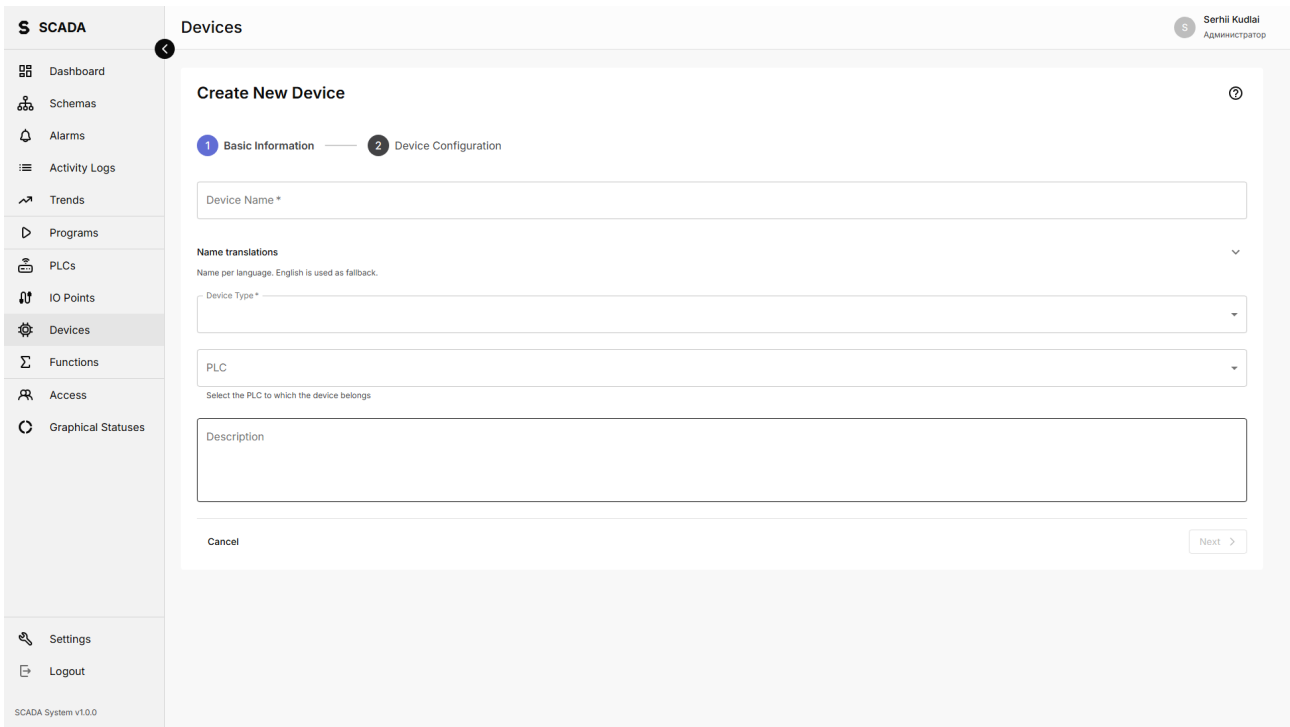 S SCADA
Devices
S
Serhii Kudlai
Администратор
Dashboard
Schemas
Alarms
Activity Logs
Trends
Programs
PLCs
IO Points
Devices
Functions
Access
Graphical Statuses
Settings
Logout
SCADA System v1.0.0
Create New Device
1 Basic Information
2 Device Configuration
Device Name *
Name translations
Name per language. English is used as fallback.
Device Type *
PLC
Select the PLC to which the device belongs
Description
Cancel
Next